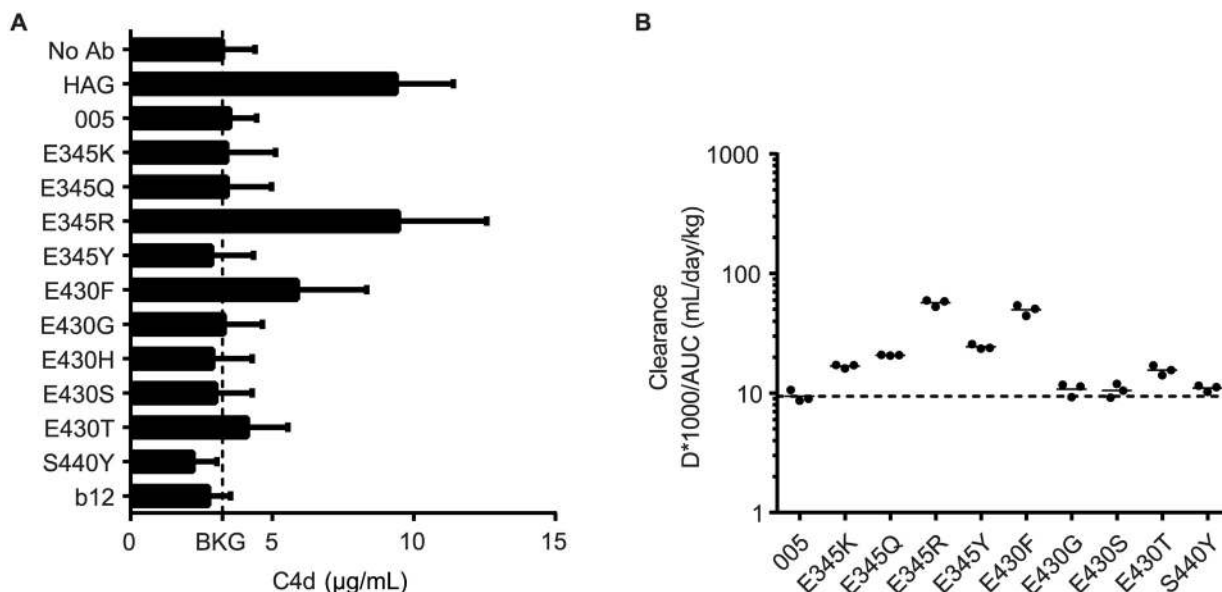 A
No Ab
HAG
005
E345K
E345Q
E345R
E345Y
E430F
E430G
E430H
E430S
E430T
S440Y
b12
0 BKG 5 10 15
C4d (µg/mL)
B
Clearance
D*1000/AUC (mL/day/kg)
1000
100
10
1
005
E345K
E345Q
E345R
E345Y
E430F
E430G
E430S
E430T
S440Y